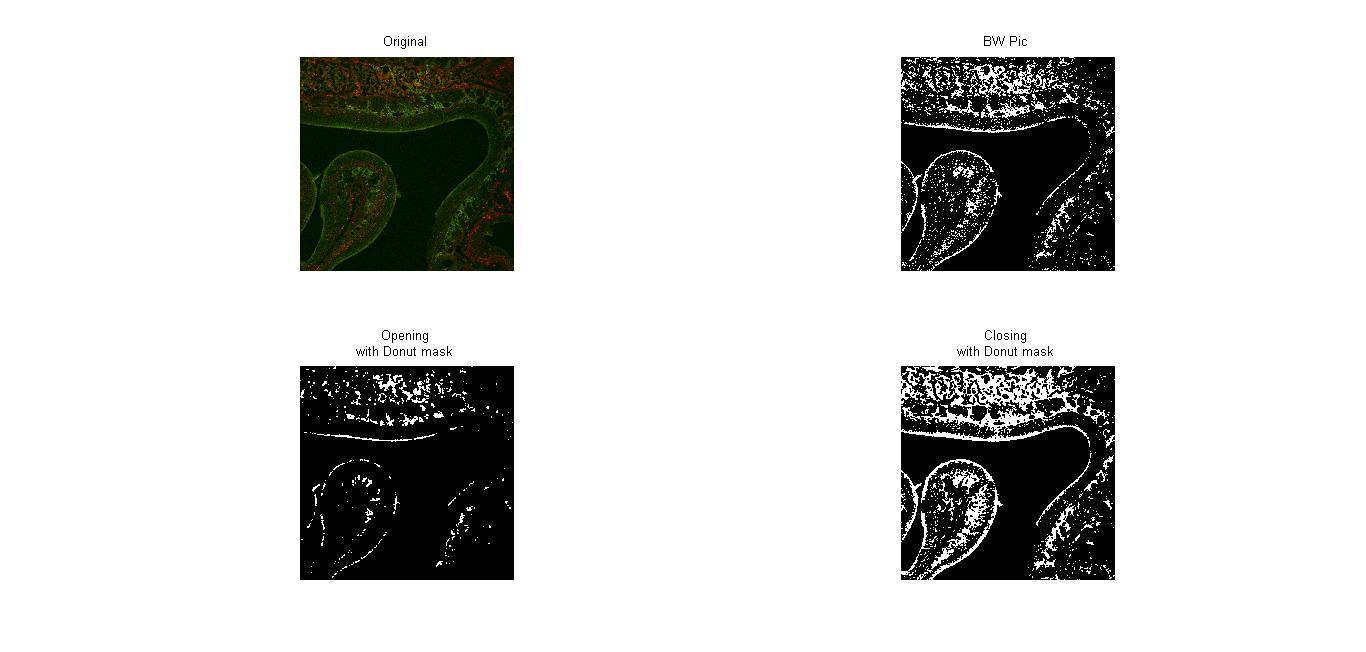 Original
BW Pic
Opening
with Donut mask
Closing
with Donut mask